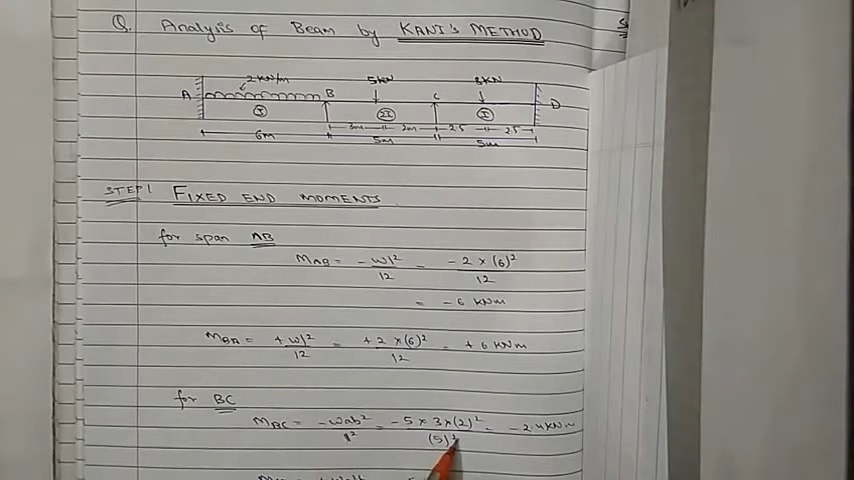 Q. Analysis of Beam by KANI's METHOD
2 kN/m 5kN 8kN
A B C D
I 2I I
3m 2m 2.5 2.5
6m 5m 5m
STEP 1 FIXED END MOMENTS
for span AB
MAB = -wl² / 12 = -2 × (6)² / 12
= -6 kNm
MBA = +wl² / 12 = +2 × (6)² / 12 = +6 kNm
for BC
MBC = -wab² / l² = -5 × 3 × (2)² / (5)² = -2.4 kNm